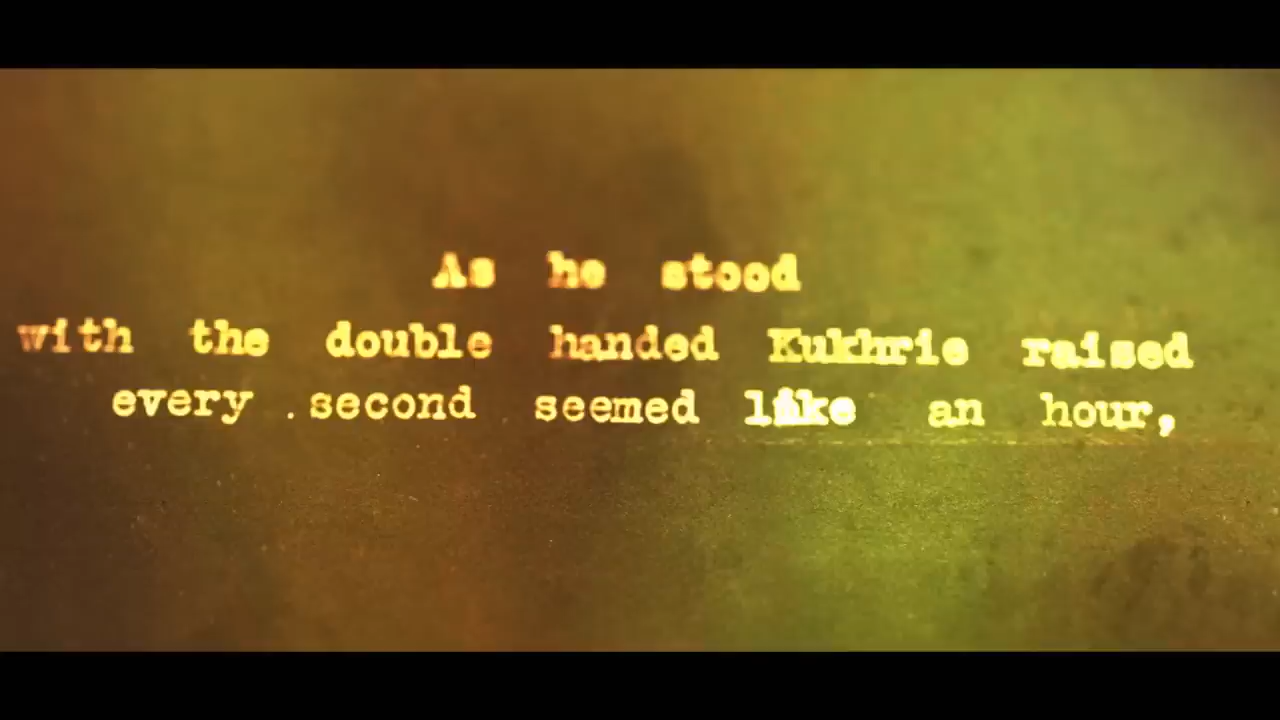 As he stood
with the double handed Kukhrie raised
every second seemed like an hour,